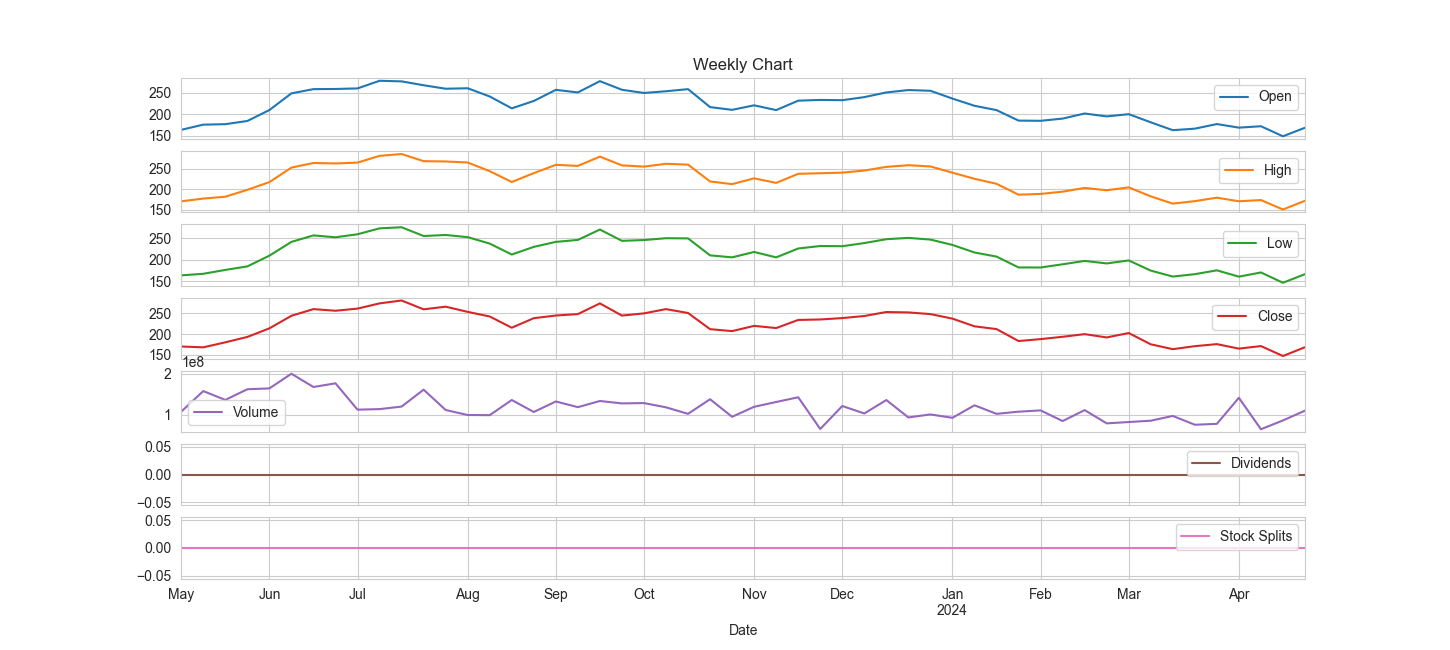 Weekly Chart
250
200
150
Open
250
200
150
High
250
200
150
Low
250
200
150
Close
1e8
2
1
Volume
0.05
0.00
−0.05
Dividends
0.05
0.00
−0.05
Stock Splits
May Jun Jul Aug Sep Oct Nov Dec Jan Feb Mar Apr
2024
Date